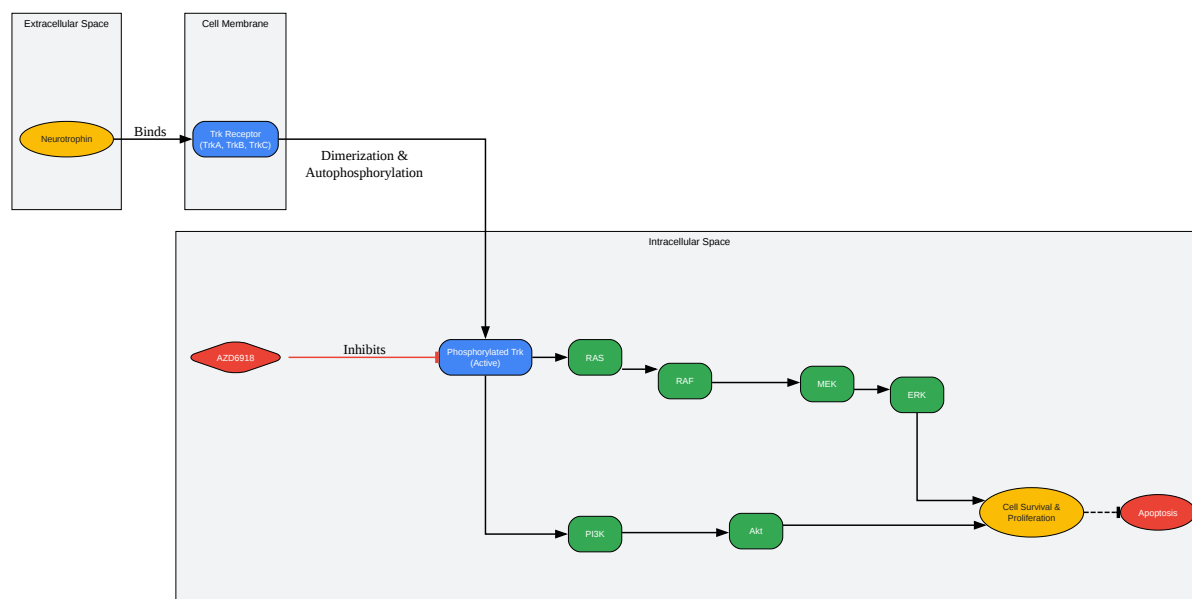 Extracellular Space
Cell Membrane
Neurotrophin
Binds
Trk Receptor
(TrkA, TrkB, TrkC)
Dimerization &
Autophosphorylation
Intracellular Space
AZD6918
Inhibits
Phosphorylated Trk
(Active)
RAS
RAF
MEK
ERK
PI3K
Akt
Cell Survival &
Proliferation
Apoptosis